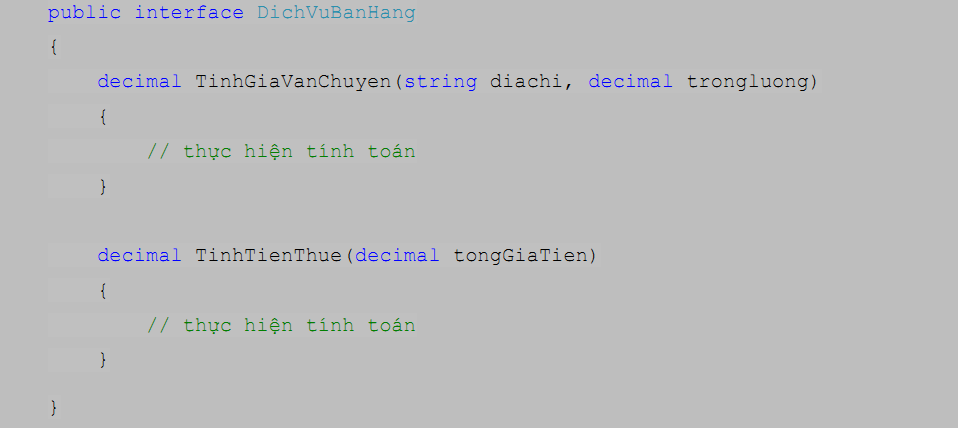 public interface DichVuBanHang
{
decimal TinhGiaVanChuyen(string diachi, decimal trongluong)
{
// thực hiện tính toán
}
decimal TinhTienThue(decimal tongGiaTien)
{
// thực hiện tính toán
}
}